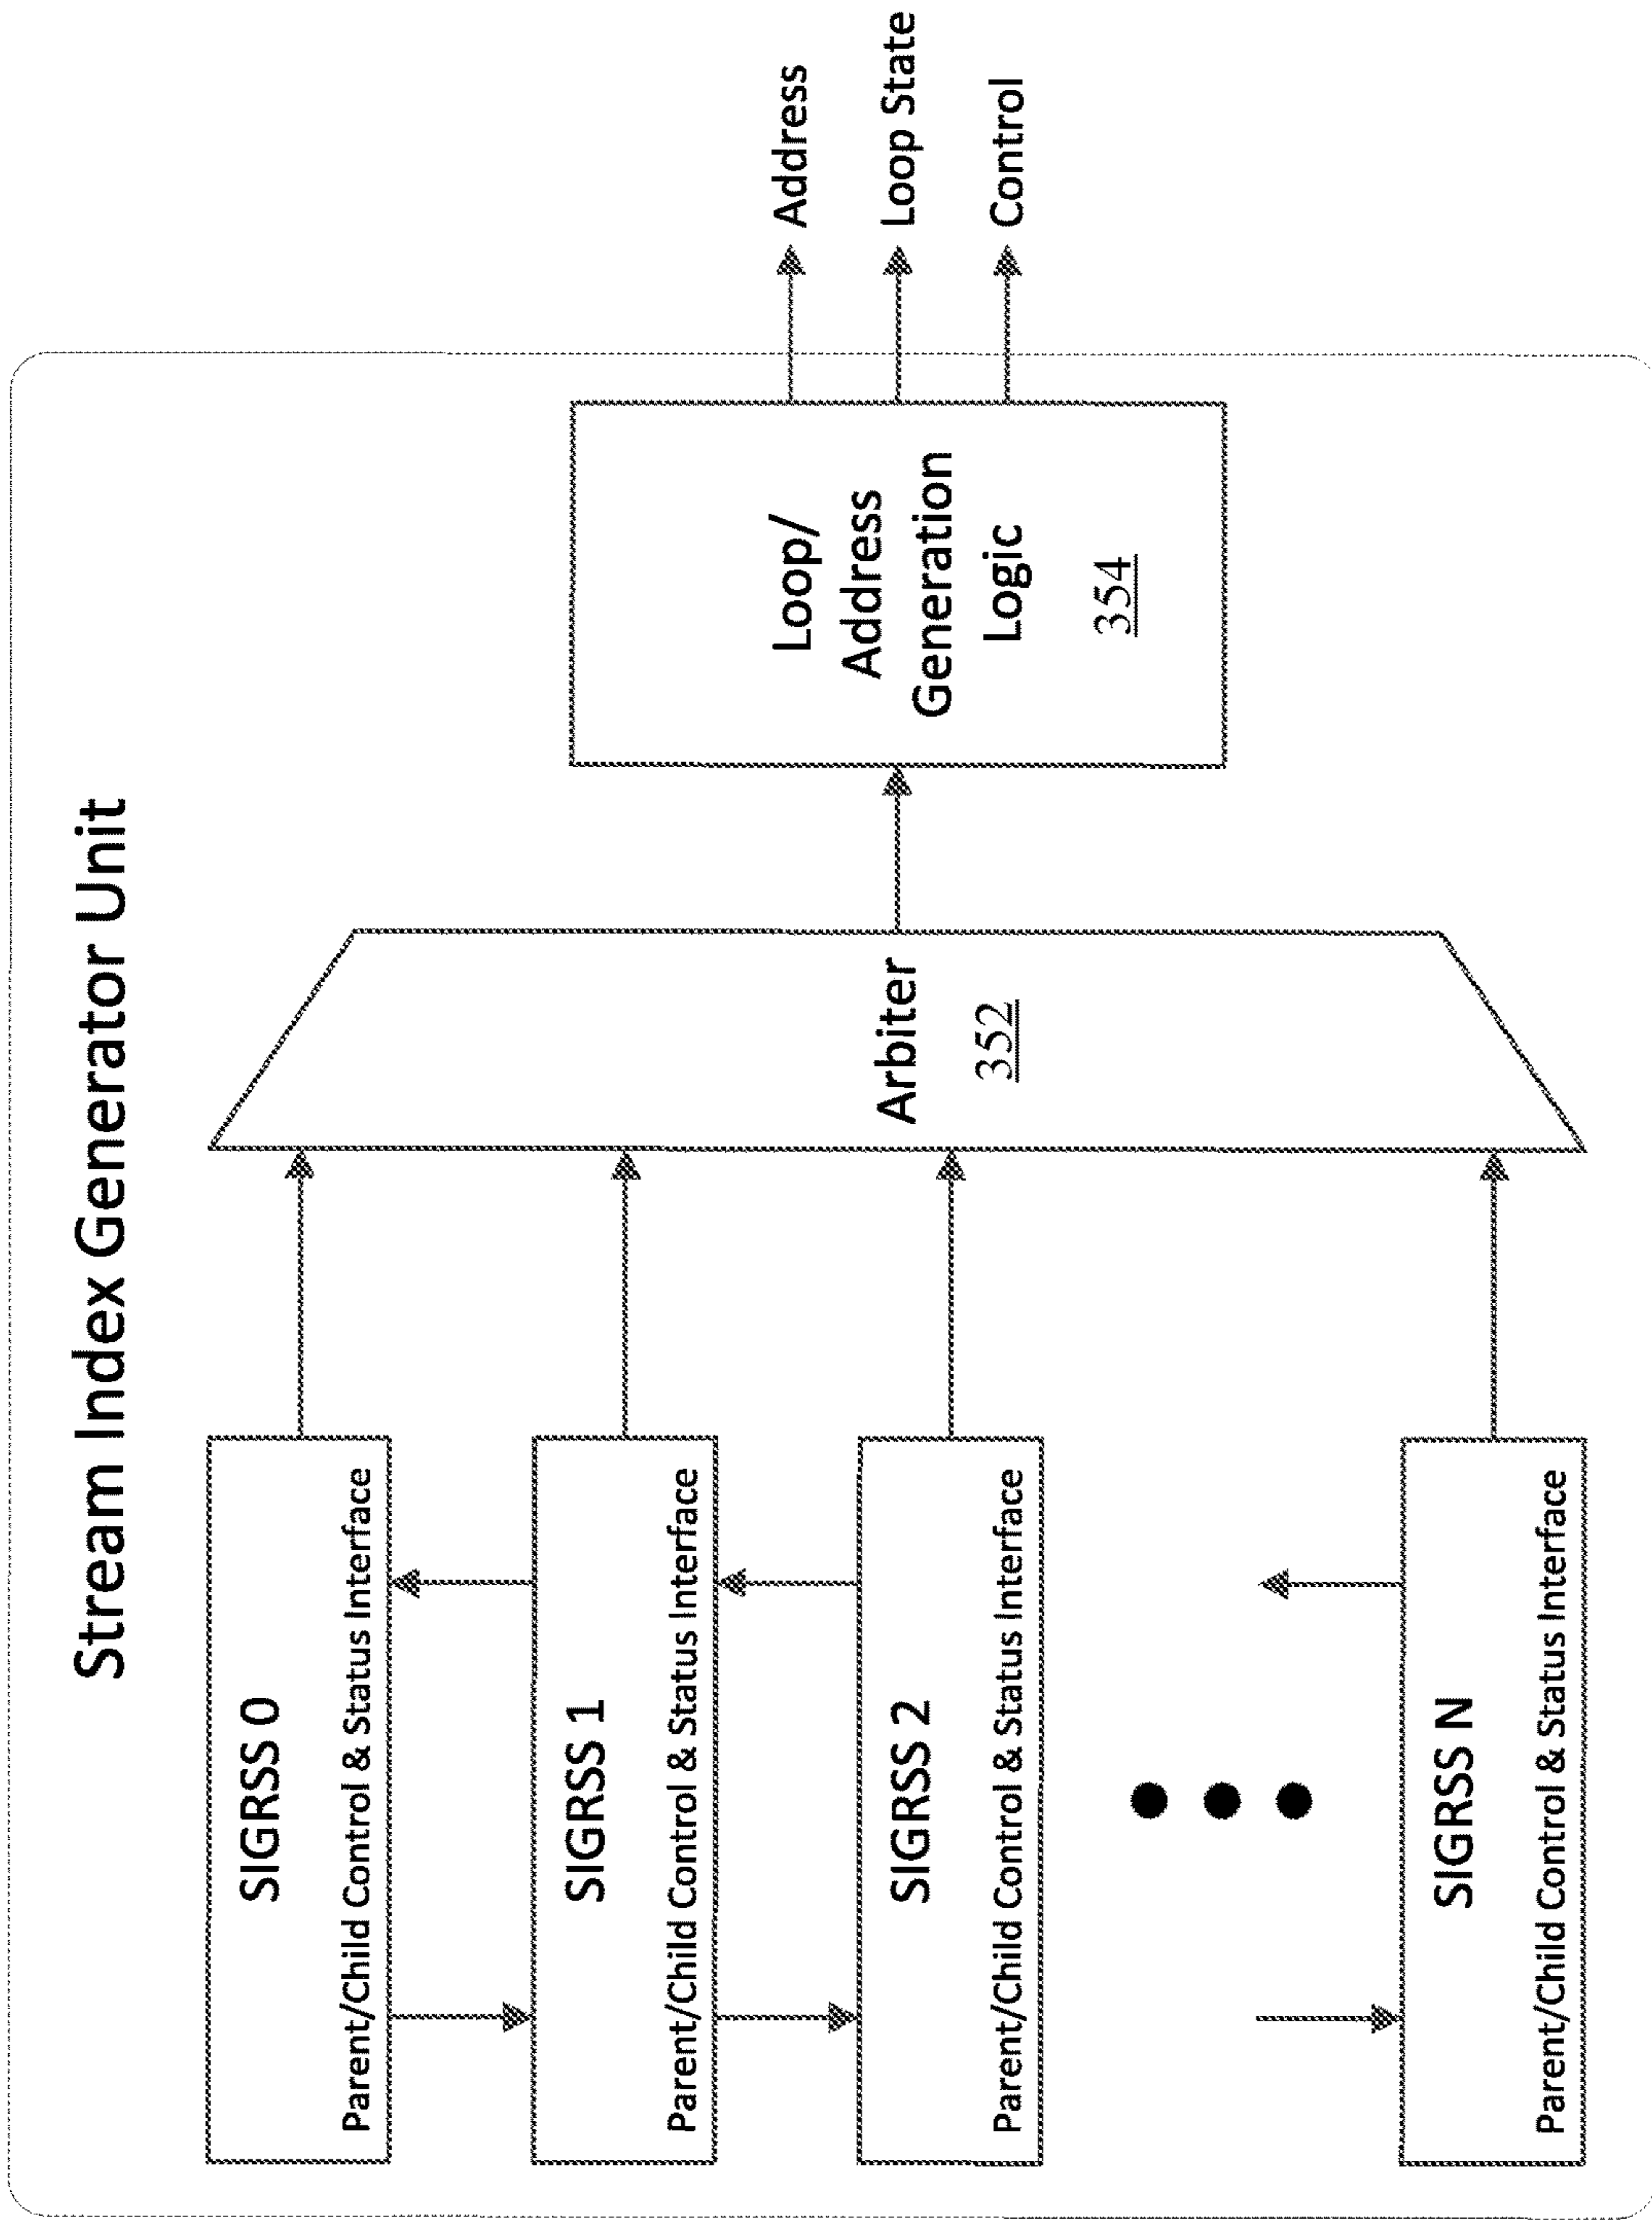 Stream Index Generator Unit
SIGRSS 0
Parent/Child Control & Status Interface
SIGRSS 1
Parent/Child Control & Status Interface
SIGRSS 2
Parent/Child Control & Status Interface
SIGRSS N
Parent/Child Control & Status Interface
Arbiter
352
Loop/
Address
Generation
Logic
354
Address
Loop State
Control